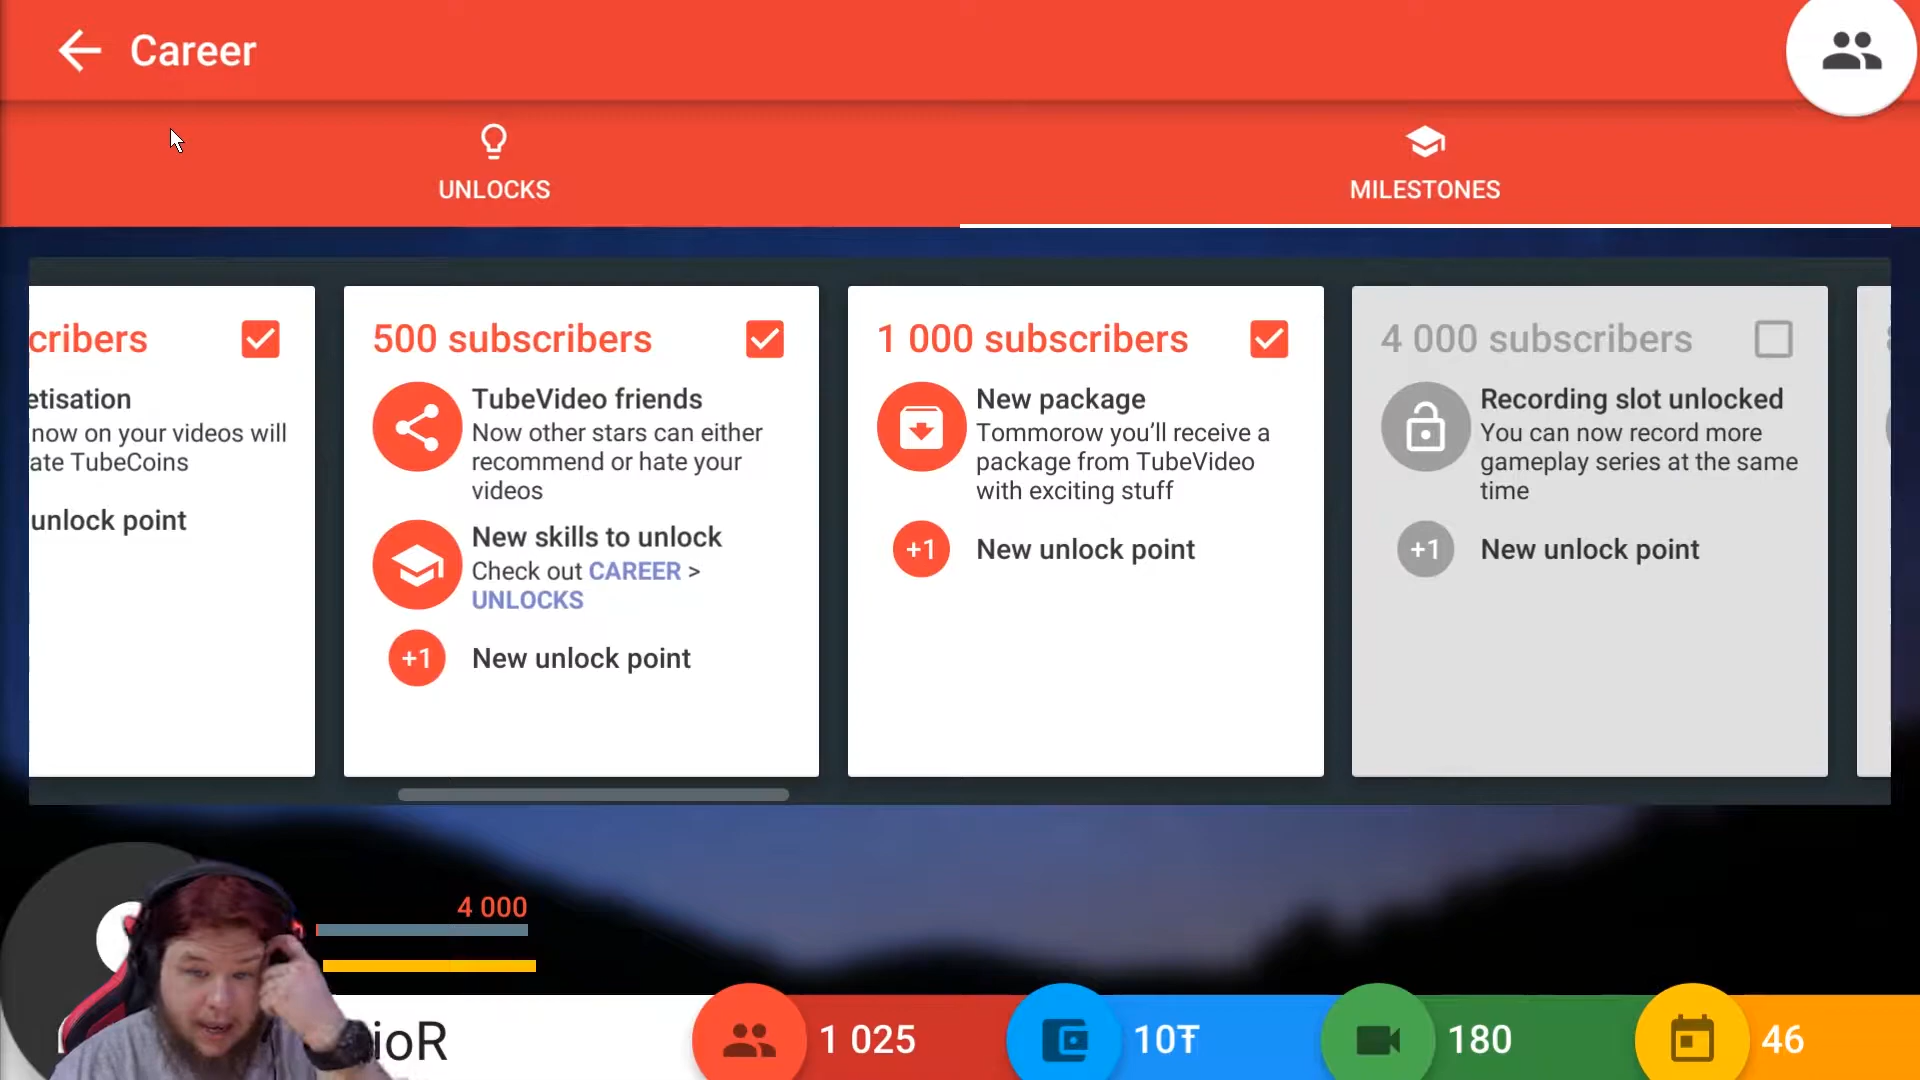 Career
UNLOCKS
MILESTONES
cribers
etisation
now on your videos will
ate TubeCoins
unlock point
500 subscribers
TubeVideo friends
Now other stars can either
recommend or hate your
videos
New skills to unlock
Check out CAREER >
UNLOCKS
+1 New unlock point
1 000 subscribers
New package
Tommorow you'll receive a
package from TubeVideo
with exciting stuff
+1 New unlock point
4 000 subscribers
Recording slot unlocked
You can now record more
gameplay series at the same
time
+1 New unlock point
4 000
ioR
1 025
10Ŧ
180
46